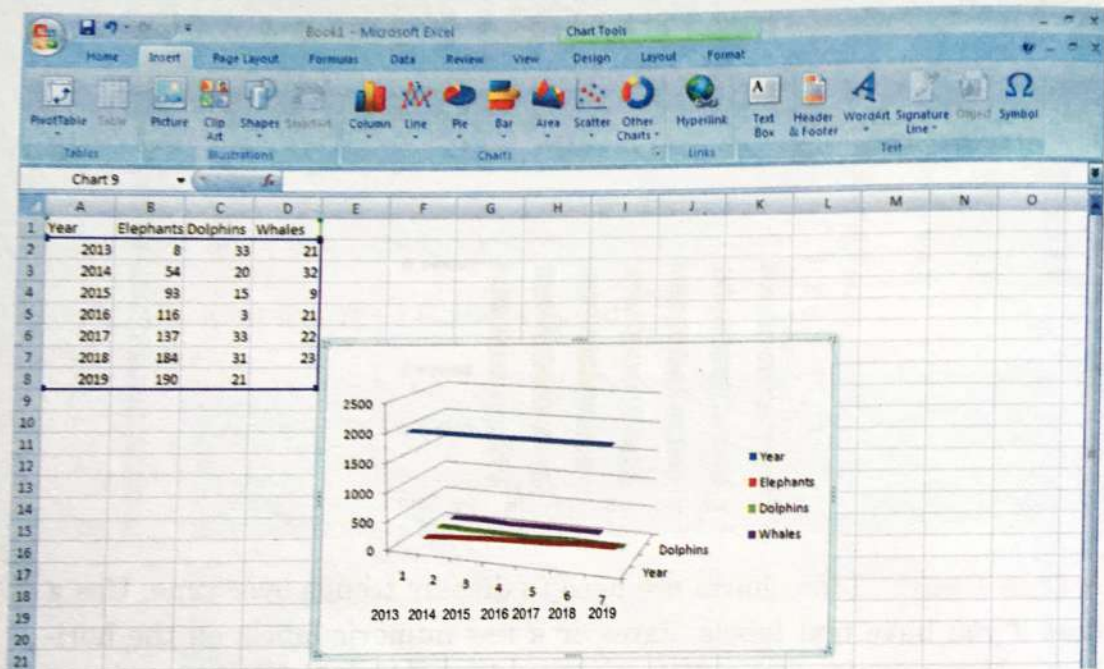 Book1 - Microsoft Excel Chart Tools
Home Insert Page Layout Formulas Data Review View Design Layout Format
PivotTable Table Picture Clip Art Shapes SmartArt Column Line Pie Bar Area Scatter Other Charts Hyperlink Text Box Header & Footer WordArt Signature Line Object Symbol
Tables Illustrations Charts Links Text
Chart 9 fx
A B C D E F G H I J K L M N O
1 Year Elephants Dolphins Whales
2 2013 8 33 21
3 2014 54 20 32
4 2015 93 15 9
5 2016 116 3 21
6 2017 137 33 22
7 2018 184 31 23
8 2019 190 21
9
10
11
12
13
14
15
16
17
18
19
20
21
2500
2000
1500
1000
500
0
1 2 3 4 5 6 7
2013 2014 2015 2016 2017 2018 2019
Dolphins
Year
Year
Elephants
Dolphins
Whales